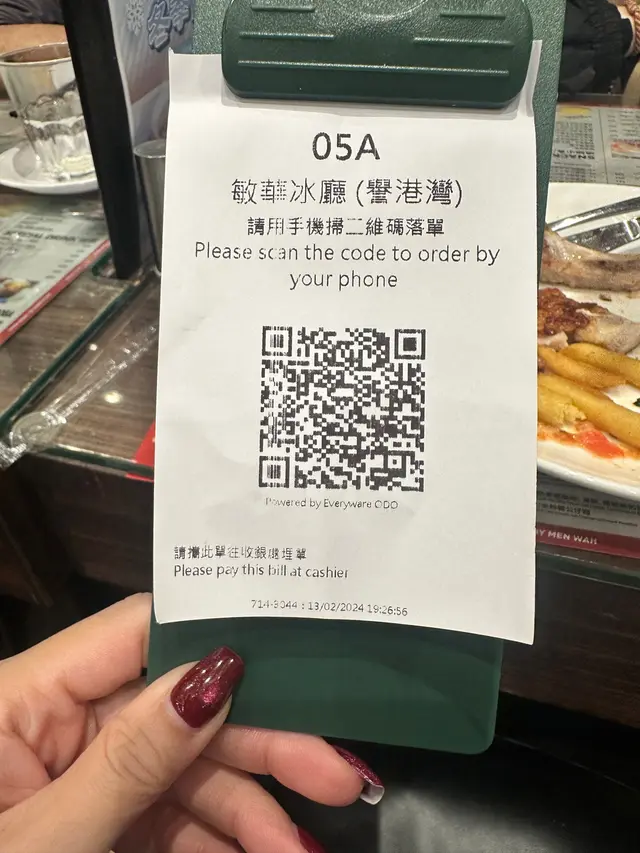 05A
敏華冰廳 (譽港灣)
請用手機掃二維碼落單
Please scan the code to order by
your phone
Powered by Everyware ODO
請攜此單往收銀處埋單
Please pay this bill at cashier
714-3044 : 13/02/2024 19:26:56